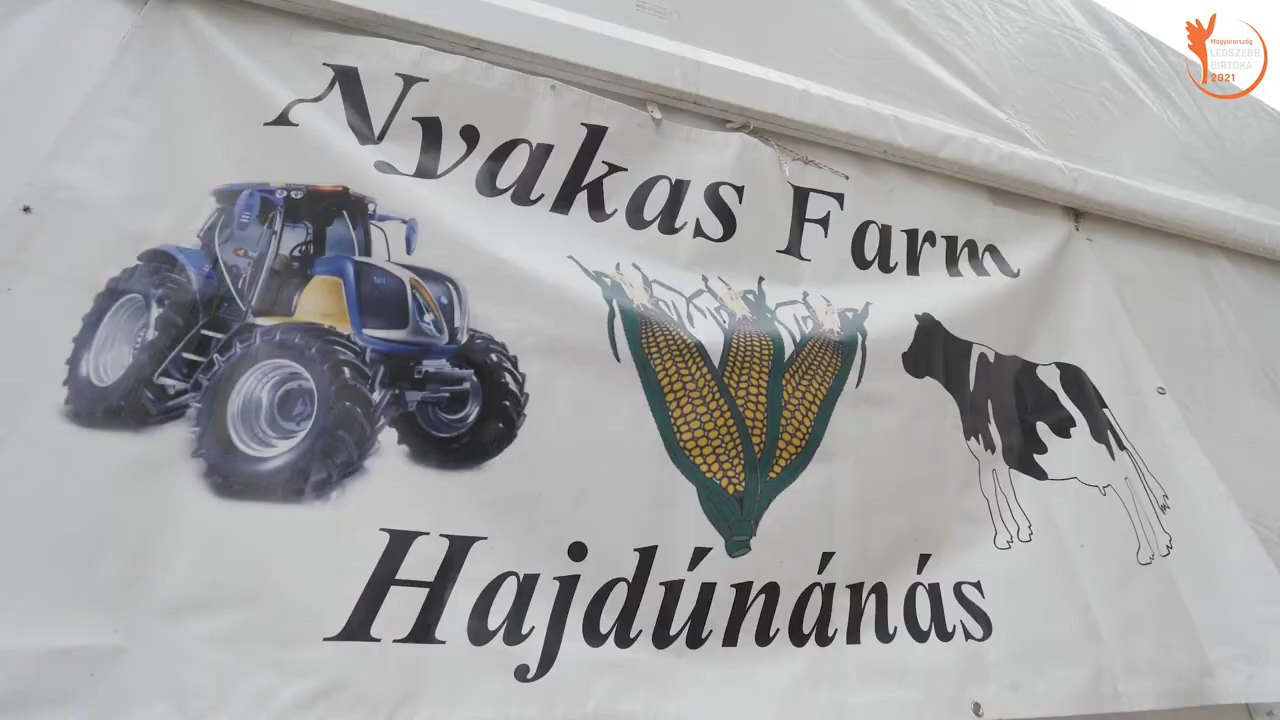 Nyakas Farm
Hajdúnánás
Magyarország
LEGSZEBB
BIRTOKA
2021